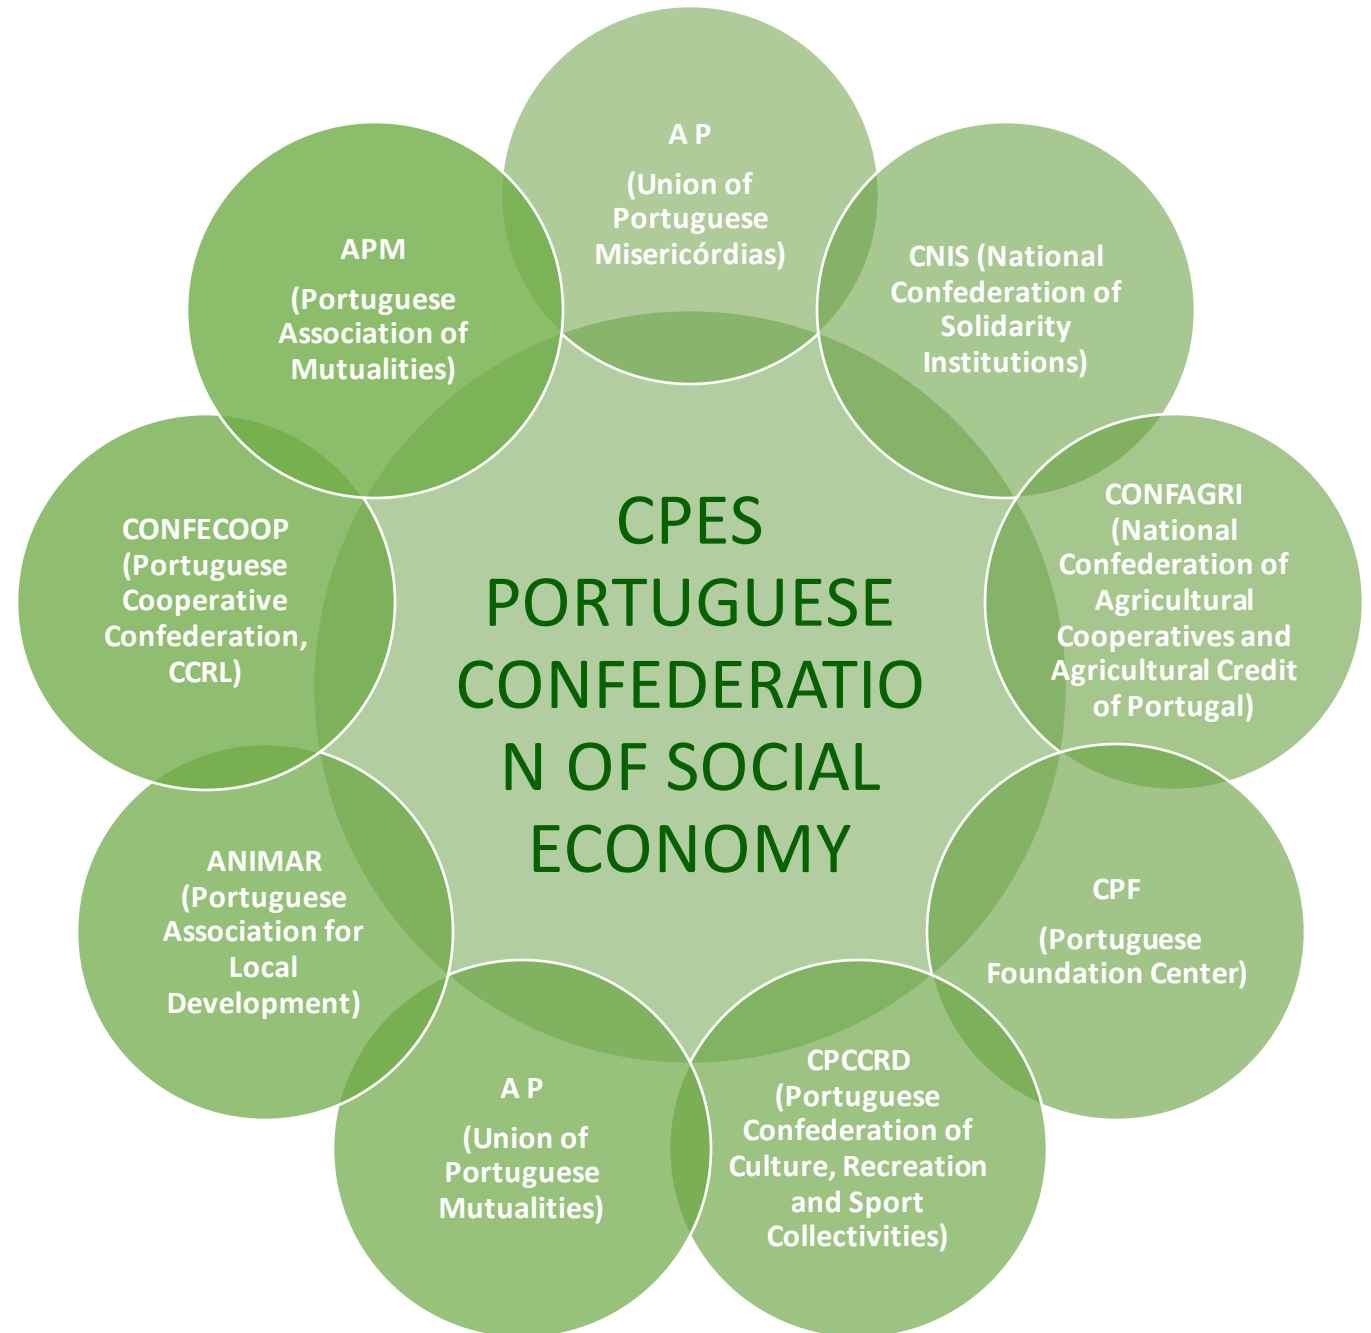 A P
(Union of
Portuguese
Misericórdias)
CNIS (National
Confederation of
Solidarity
Institutions)
CONFAGRI
(National
Confederation of
Agricultural
Cooperatives and
Agricultural Credit
of Portugal)
CPF
(Portuguese
Foundation Center)
CPCCRD
(Portuguese
Confederation of
Culture, Recreation
and Sport
Collectivities)
A P
(Union of
Portuguese
Mutualities)
ANIMAR
(Portuguese
Association for
Local
Development)
CONFECOOP
(Portuguese
Cooperative
Confederation,
CCRL)
APM
(Portuguese
Association of
Mutualities)
CPES
PORTUGUESE
CONFEDERATIO
N OF SOCIAL
ECONOMY